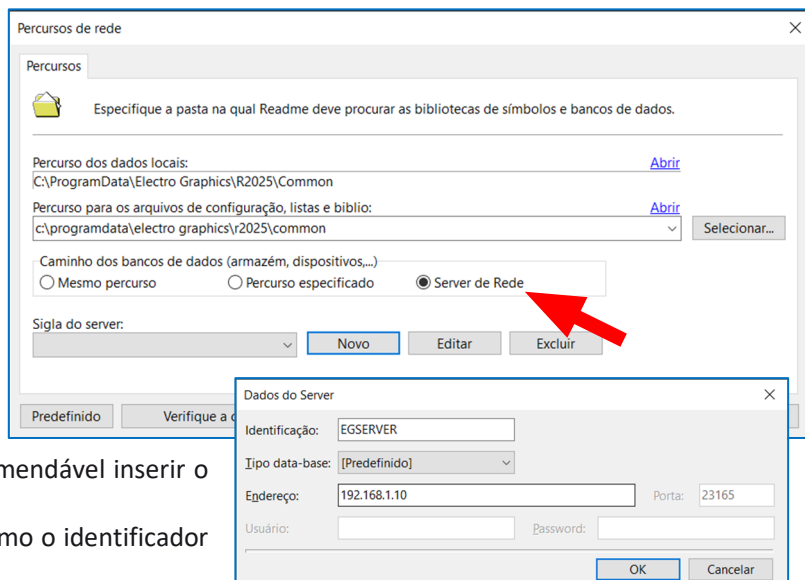 Percursos de rede
Percursos
Especifique a pasta na qual Readme deve procurar as bibliotecas de símbolos e bancos de dados.
Percurso dos dados locais: Abrir
C:\ProgramData\Electro Graphics\R2025\Common
Percurso para os arquivos de configuração, listas e biblio: Abrir
c:\programdata\electro graphics\r2025\common Selecionar...
Caminho dos bancos de dados (armazém, dispositivos,...)
Mesmo percurso Percurso especificado Server de Rede
Sigla do server:
Novo Editar Excluir
Predefinido Verifique a
Dados do Server
Identificação: EGSERVER
Tipo data-base: [Predefinido]
Endereço: 192.168.1.10 Porta: 23165
Usuário: Password:
OK Cancelar
mendável inserir o
mo o identificador